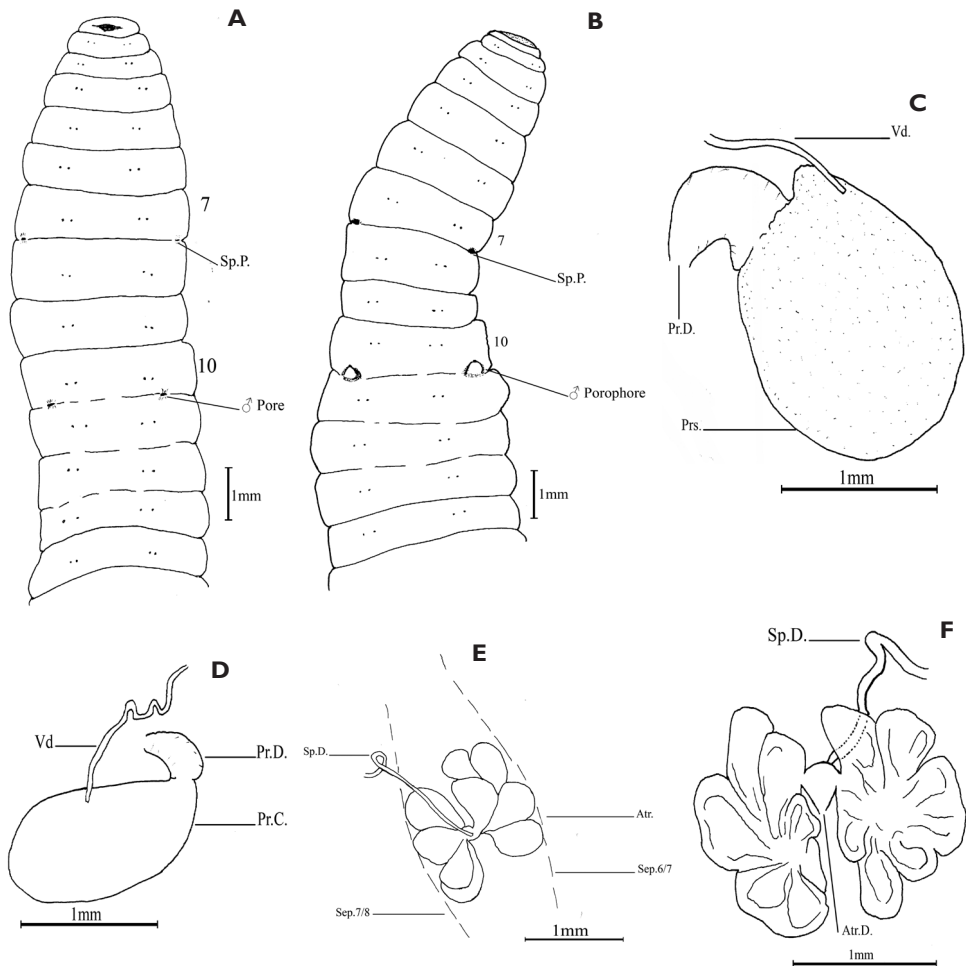 A
7
Sp.P.
10
♂ Pore
1mm
B
7
Sp.P.
10
♂ Porophore
1mm
C
Vd.
Pr.D.
Prs.
1mm
D
Vd
Pr.D.
Pr.C.
1mm
E
Sp.D.
Atr.
Sep.6/7
Sep.7/8
1mm
F
Sp.D.
Atr.D.
1mm